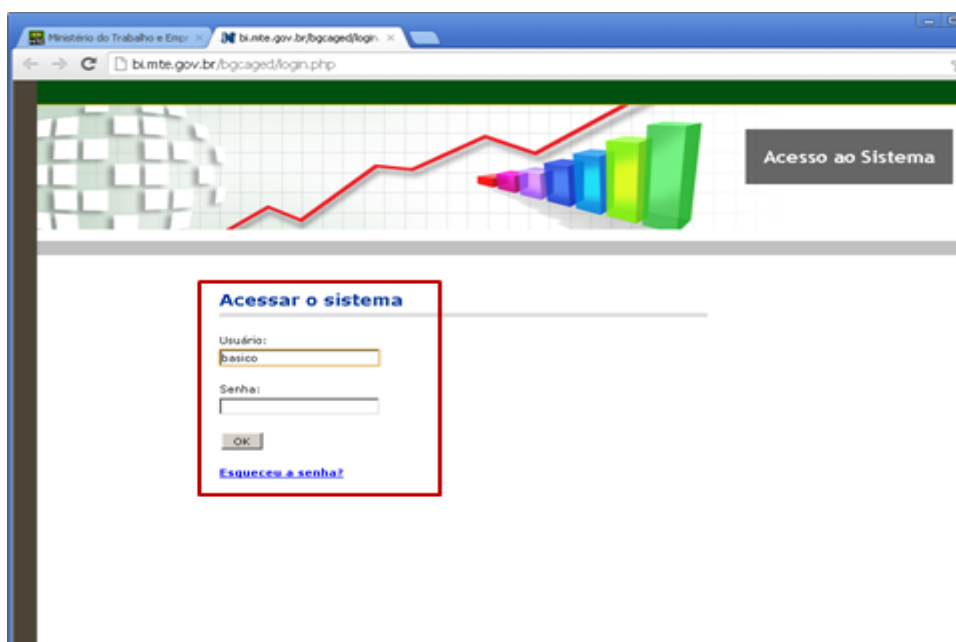 Ministério do Trabalho e Empr
bi.mte.gov.br/bgcaged/login.
bi.mte.gov.br/bgcaged/login.php
Acesso ao Sistema
Acessar o sistema
Usuário:
basico
Senha:
OK
Esqueceu a senha?